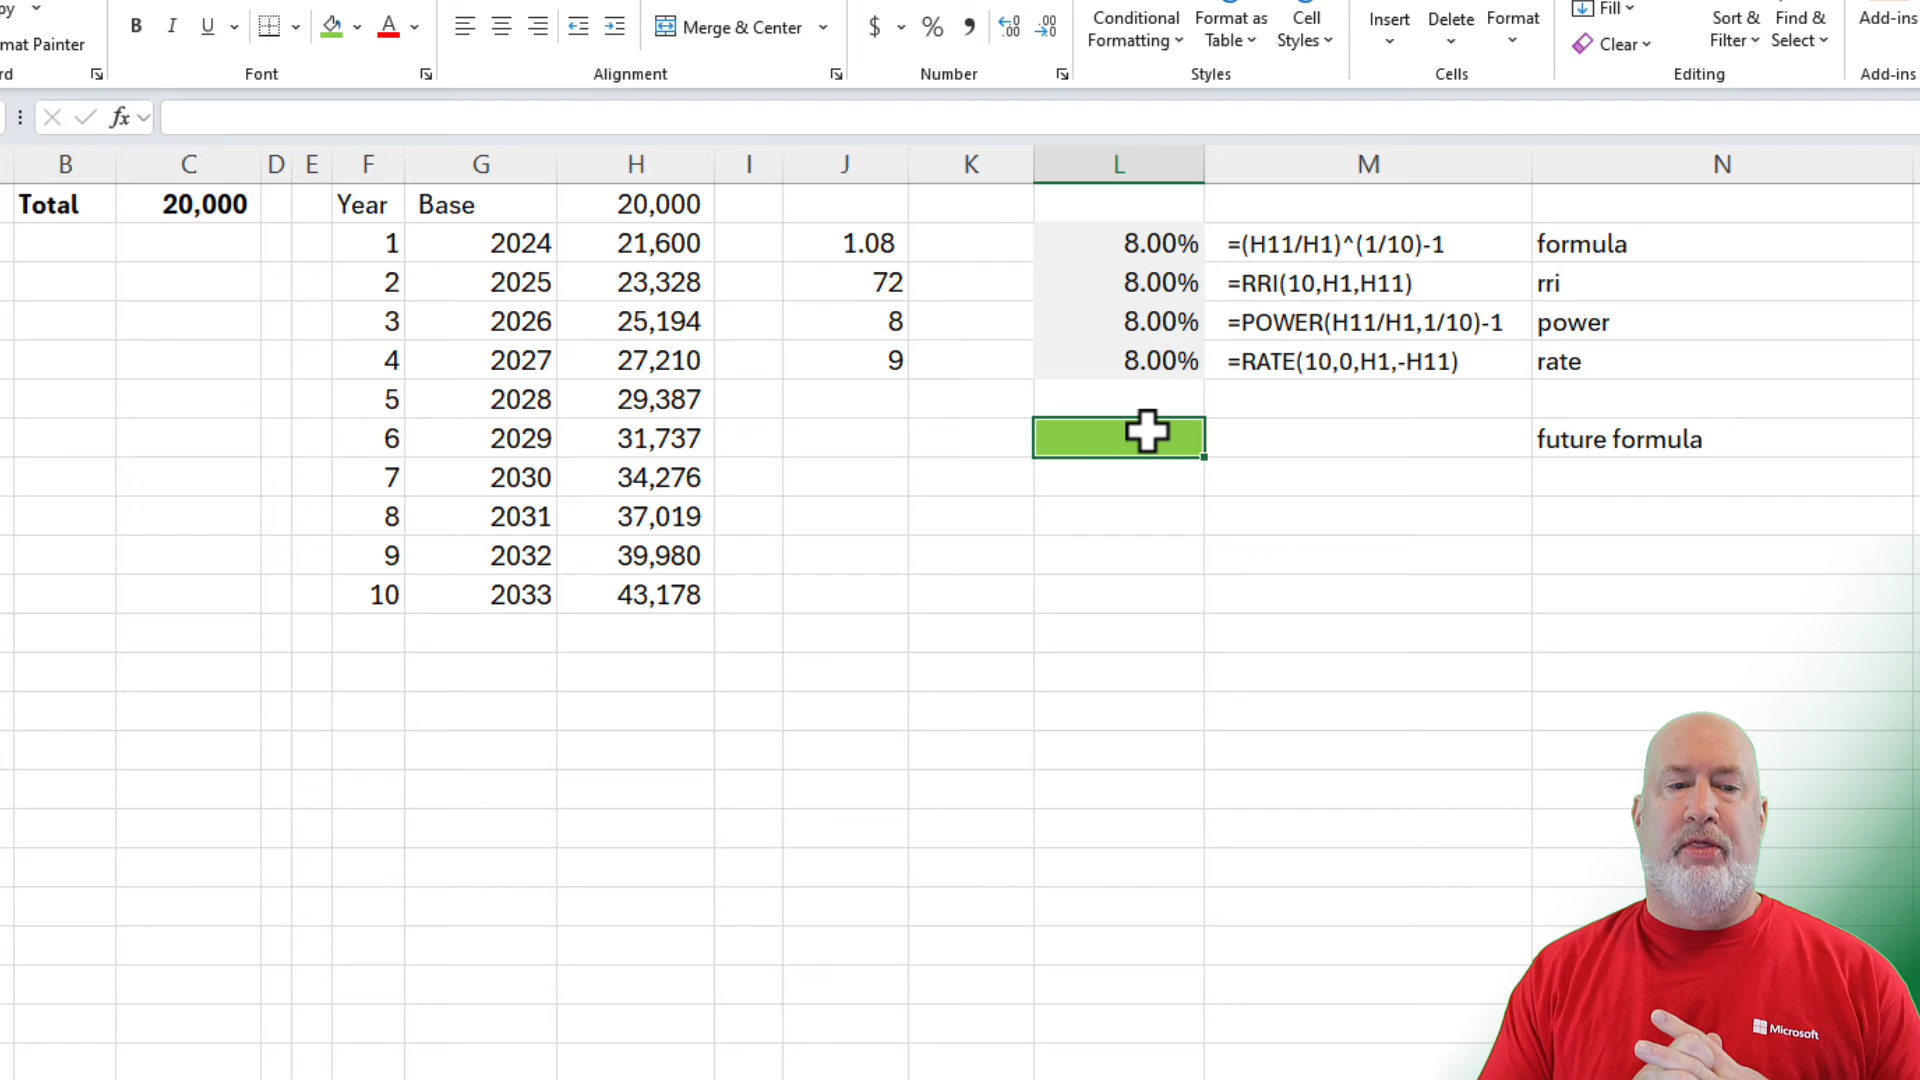 py
Fill
B I U A
Merge & Center
$ % 9 .00 .00
Conditional Formatting
Format as Table
Cell Styles
Insert
Delete
Format
Sort & Filter
Find & Select
Add-ins
mat Painter
Clear
rd
Font
Alignment
Number
Styles
Cells
Editing
Add-ins
fx
B C D E F G H I J K L M N
Total 20,000 Year Base 20,000
1 2024 21,600 1.08 8.00% =(H11/H1)^(1/10)-1 formula
2 2025 23,328 72 8.00% =RRI(10,H1,H11) rri
3 2026 25,194 8 8.00% =POWER(H11/H1,1/10)-1 power
4 2027 27,210 9 8.00% =RATE(10,0,H1,-H11) rate
5 2028 29,387
6 2029 31,737 future formula
7 2030 34,276
8 2031 37,019
9 2032 39,980
10 2033 43,178
Microsoft